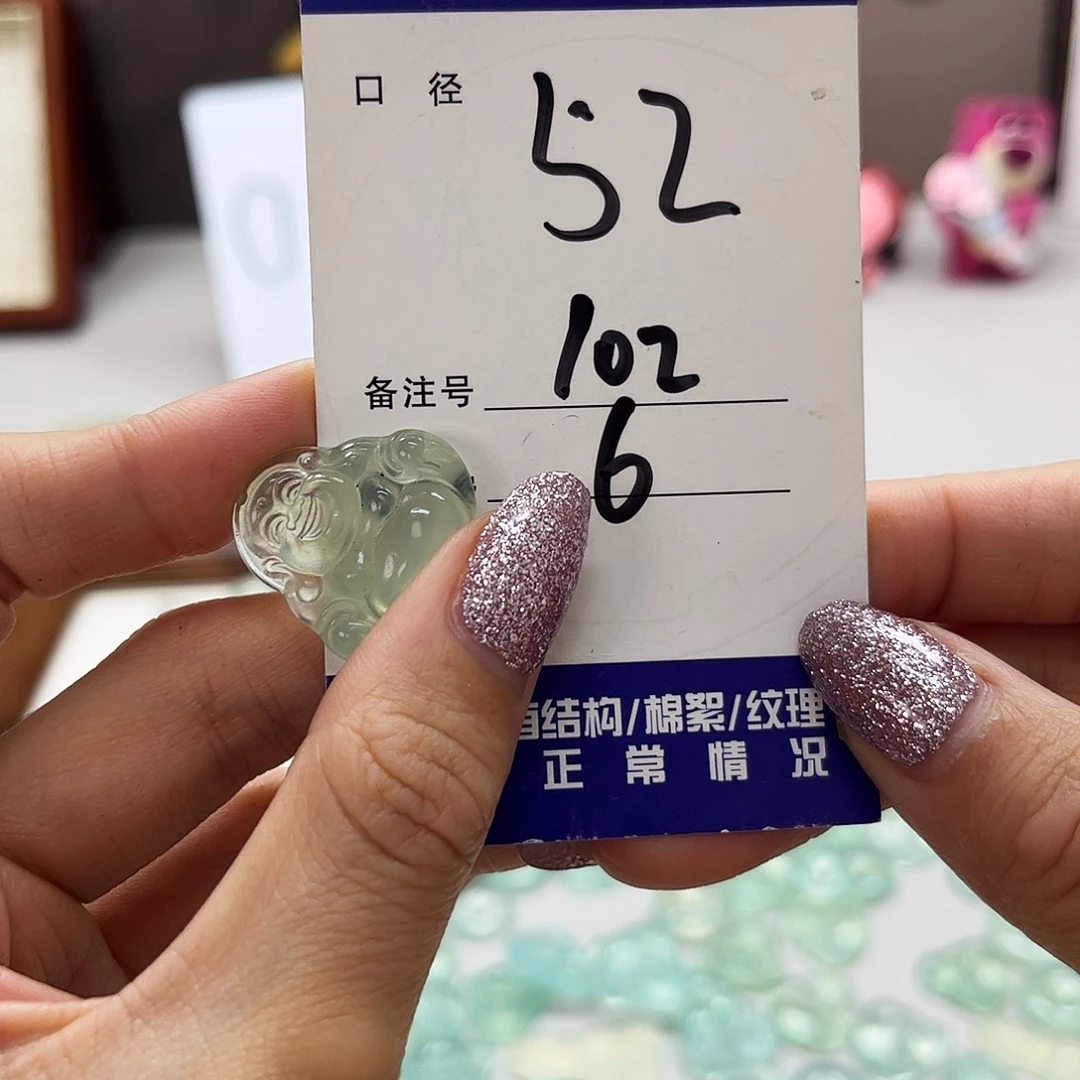 口 径 52
备注号 102
6
结构/棉絮/纹理
正常情况